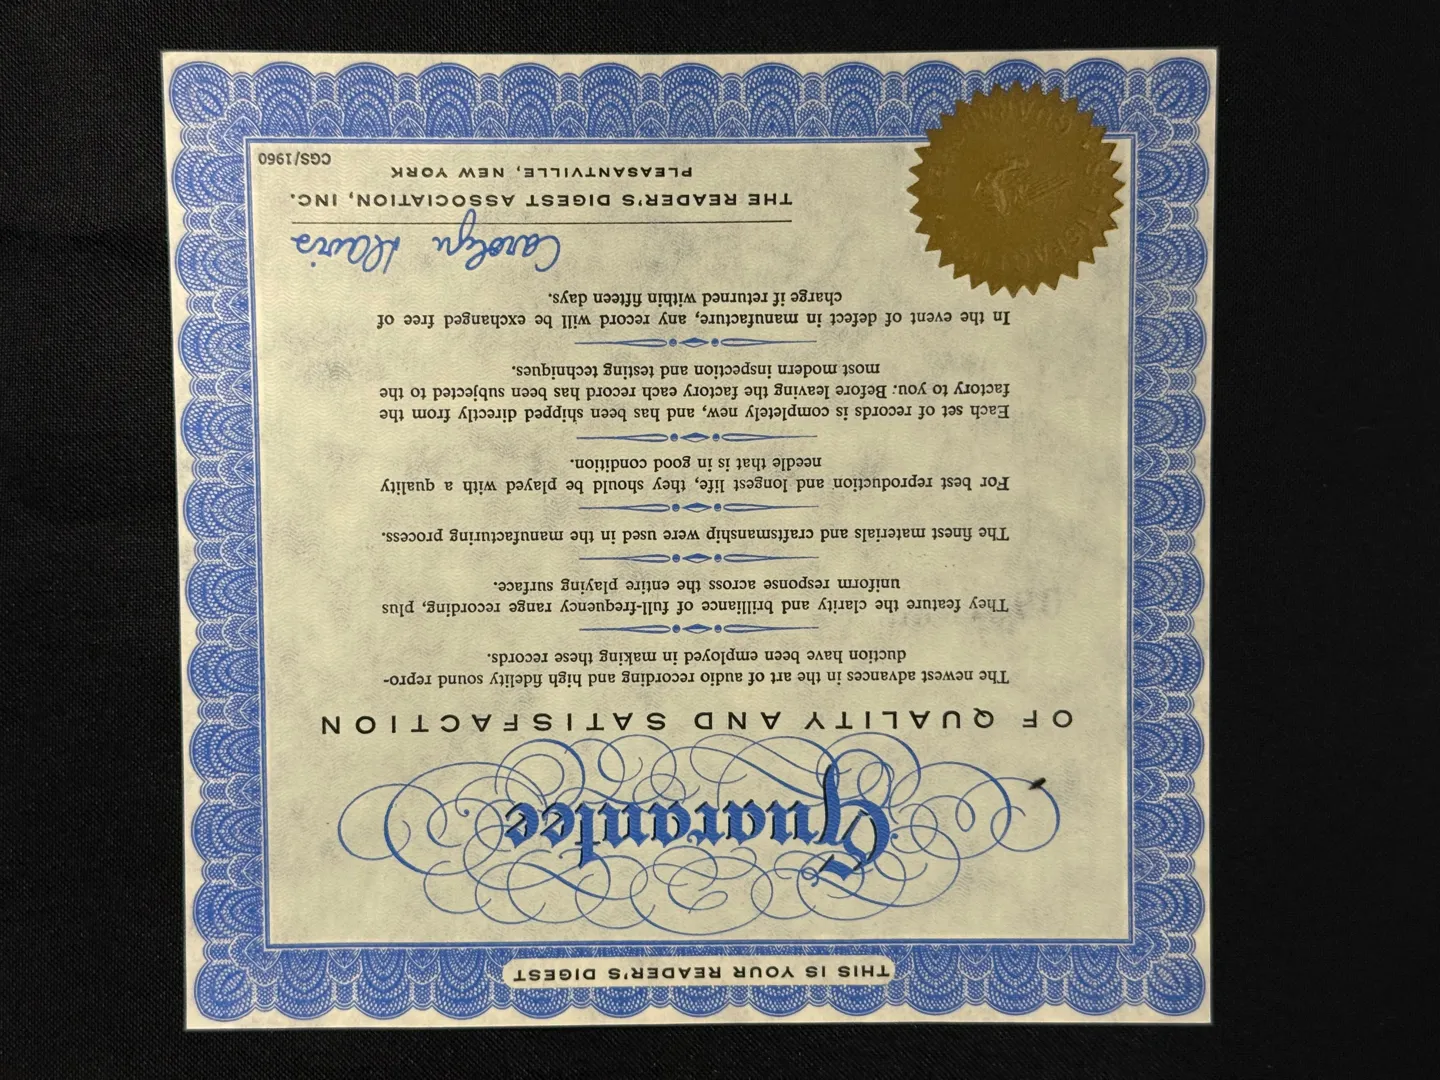 THIS IS YOUR READER'S DIGEST
Guarantee
OF QUALITY AND SATISFACTION
The newest advances in the art of audio recording and high fidelity sound repro-
duction have been employed in making these records.
They feature the clarity and brilliance of full-frequency range recording, plus
uniform response across the entire playing surface.
The finest materials and craftsmanship were used in the manufacturing process.
For best reproduction and longest life, they should be played with a quality
needle that is in good condition.
Each set of records is completely new, and has been shipped directly from the
factory to you. Before leaving the factory each record has been subjected to the
most modern inspection and testing techniques.
In the event of defect in manufacture, any record will be exchanged free of
charge if returned within fifteen days.
Carolyn Davis
THE READER'S DIGEST ASSOCIATION, INC.
PLEASANTVILLE, NEW YORK
CGS/1960